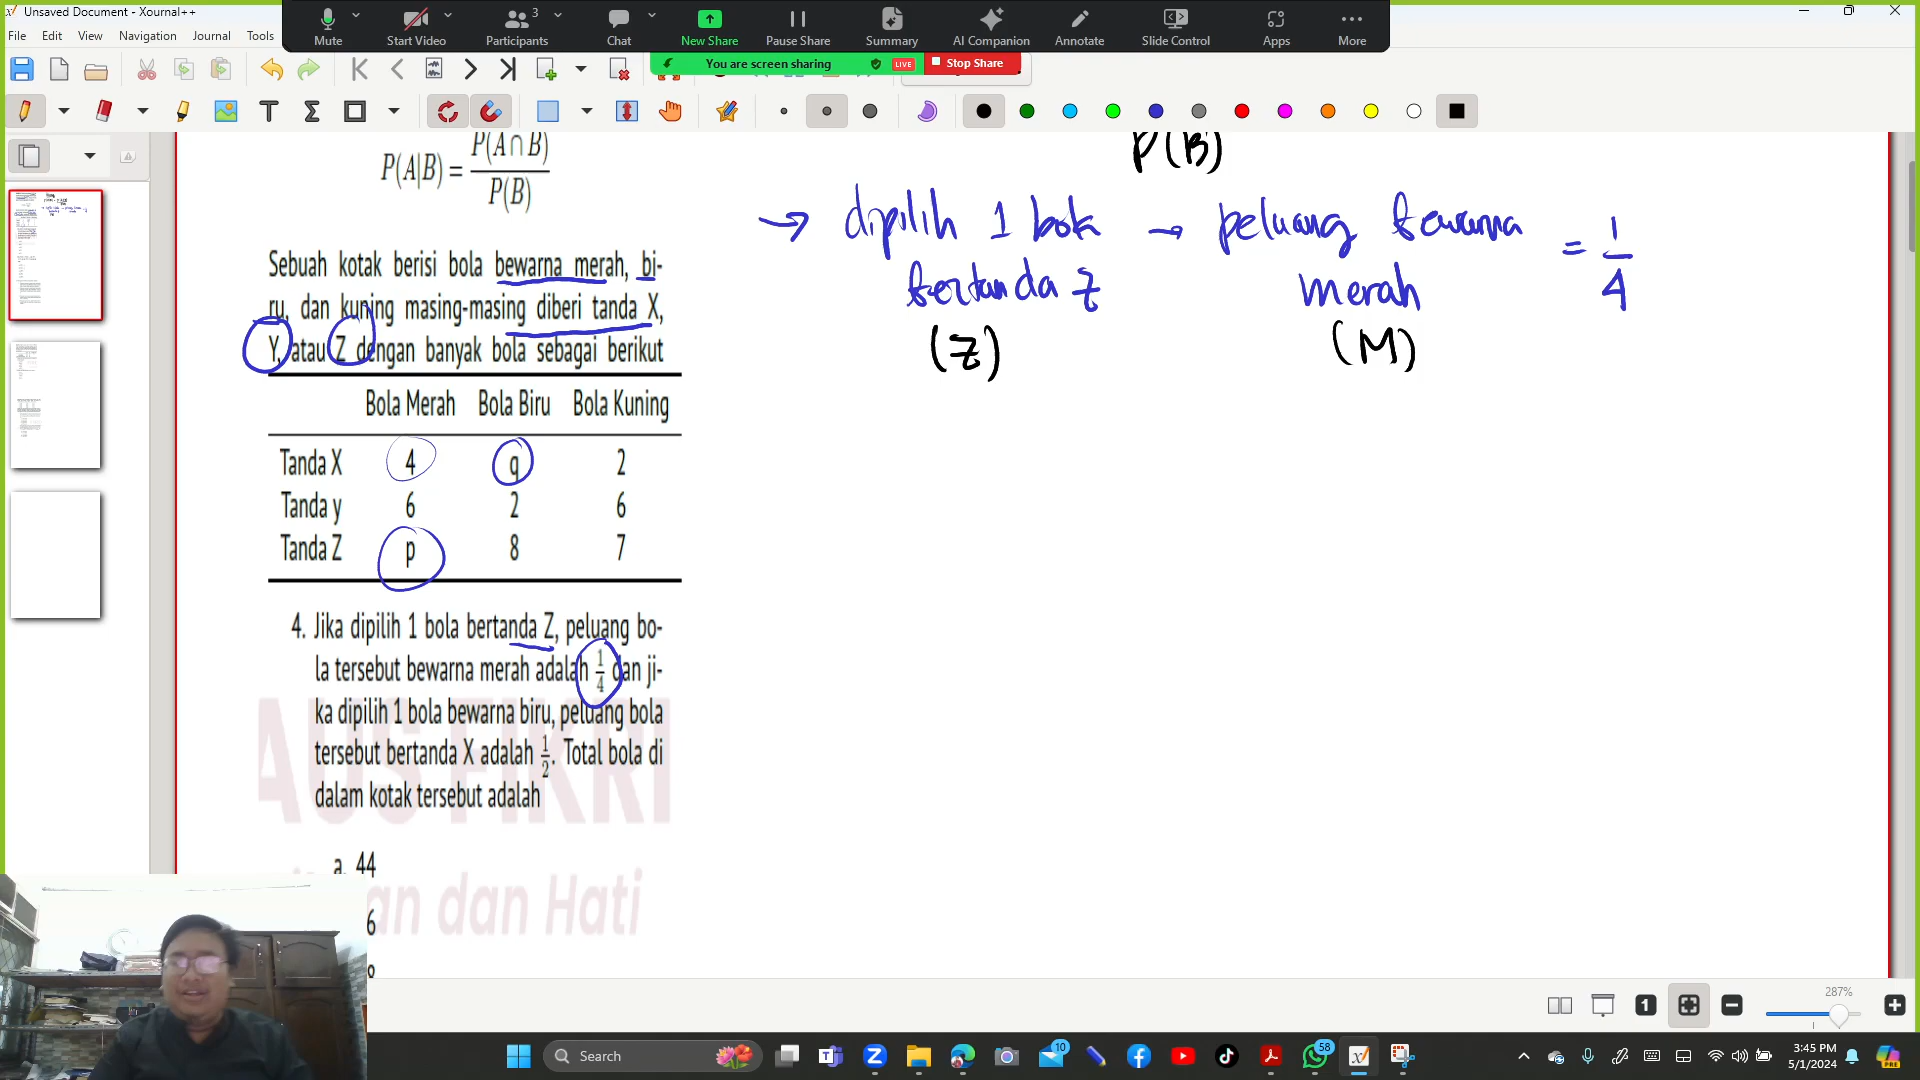 Unsaved Document - Xournal++
File Edit View Navigation Journal Tools
Mute
Start Video
Participants 3
Chat
New Share
Pause Share
Summary
AI Companion
Annotate
Slide Control
Apps
More
You are screen sharing LIVE Stop Share
P(A|B) = P(A∩B) / P(B)
P(B)
→ dipilih 1 bola → peluang berwarna = 1/4
bertanda Z merah
(Z) (M)
Sebuah kotak berisi bola bewarna merah, bi-
ru, dan kuning masing-masing diberi tanda X,
Y, atau Z dengan banyak bola sebagai berikut
Bola Merah Bola Biru Bola Kuning
Tanda X 4 q 2
Tanda y 6 2 6
Tanda Z p 8 7
4. Jika dipilih 1 bola bertanda Z, peluang bo-
la tersebut bewarna merah adalah 1/4 dan ji-
ka dipilih 1 bola bewarna biru, peluang bola
tersebut bertanda X adalah 1/2. Total bola di
dalam kotak tersebut adalah
AUS FIKRI
a. 44
an dan Hati
6
287%
Search
10
58
3:45 PM
5/1/2024